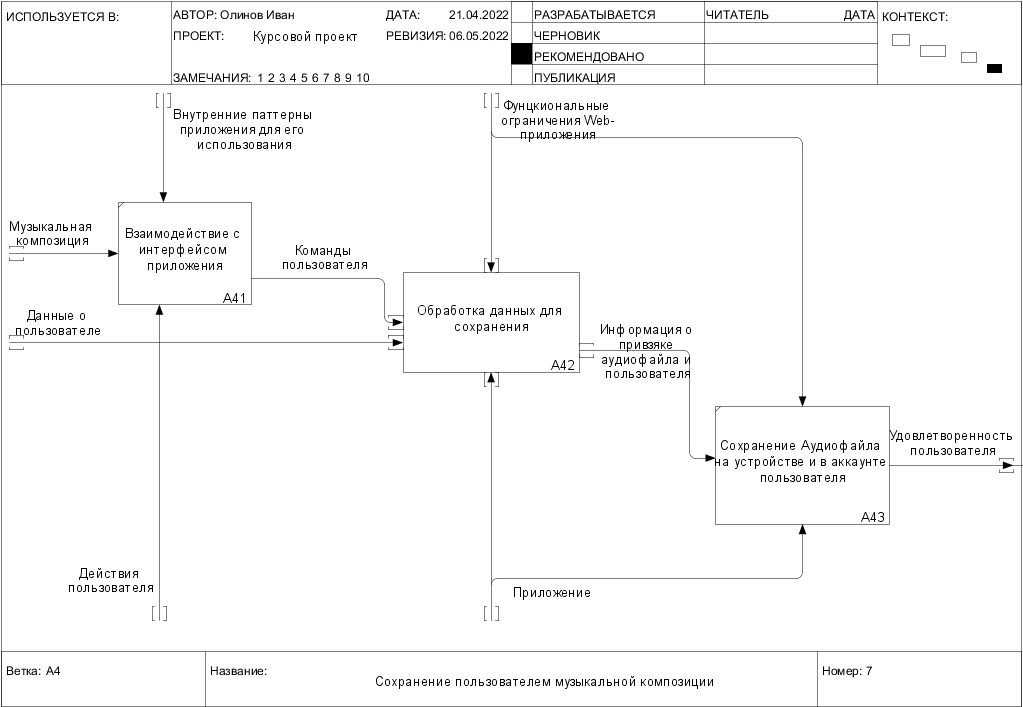 ИСПОЛЬЗУЕТСЯ В:
АВТОР: Олинов Иван
ДАТА: 21.04.2022
ПРОЕКТ: Курсовой проект
РЕВИЗИЯ: 06.05.2022
ЗАМЕЧАНИЯ: 1 2 3 4 5 6 7 8 9 10
РАЗРАБАТЫВАЕТСЯ
ЧЕРНОВИК
РЕКОМЕНДОВАНО
ПУБЛИКАЦИЯ
ЧИТАТЕЛЬ ДАТА
КОНТЕКСТ:
Внутренние паттерны
приложения для его
использования
Фунцкиональные
ограничения Web-
приложения
Музыкальная
композиция
Взаимодействие с
интерфейсом
приложения
A41
Команды
пользователя
Данные о
пользователе
Обработка данных для
сохранения
A42
Информация о
привзяке
аудиофайла и
пользователя
Сохранение Аудиофайла
на устройстве и в аккаунте
пользователя
A43
Удовлетворенность
пользователя
Действия
пользователя
Приложение
Ветка: A4
Название:
Сохранение пользователем музыкальной композиции
Номер: 7